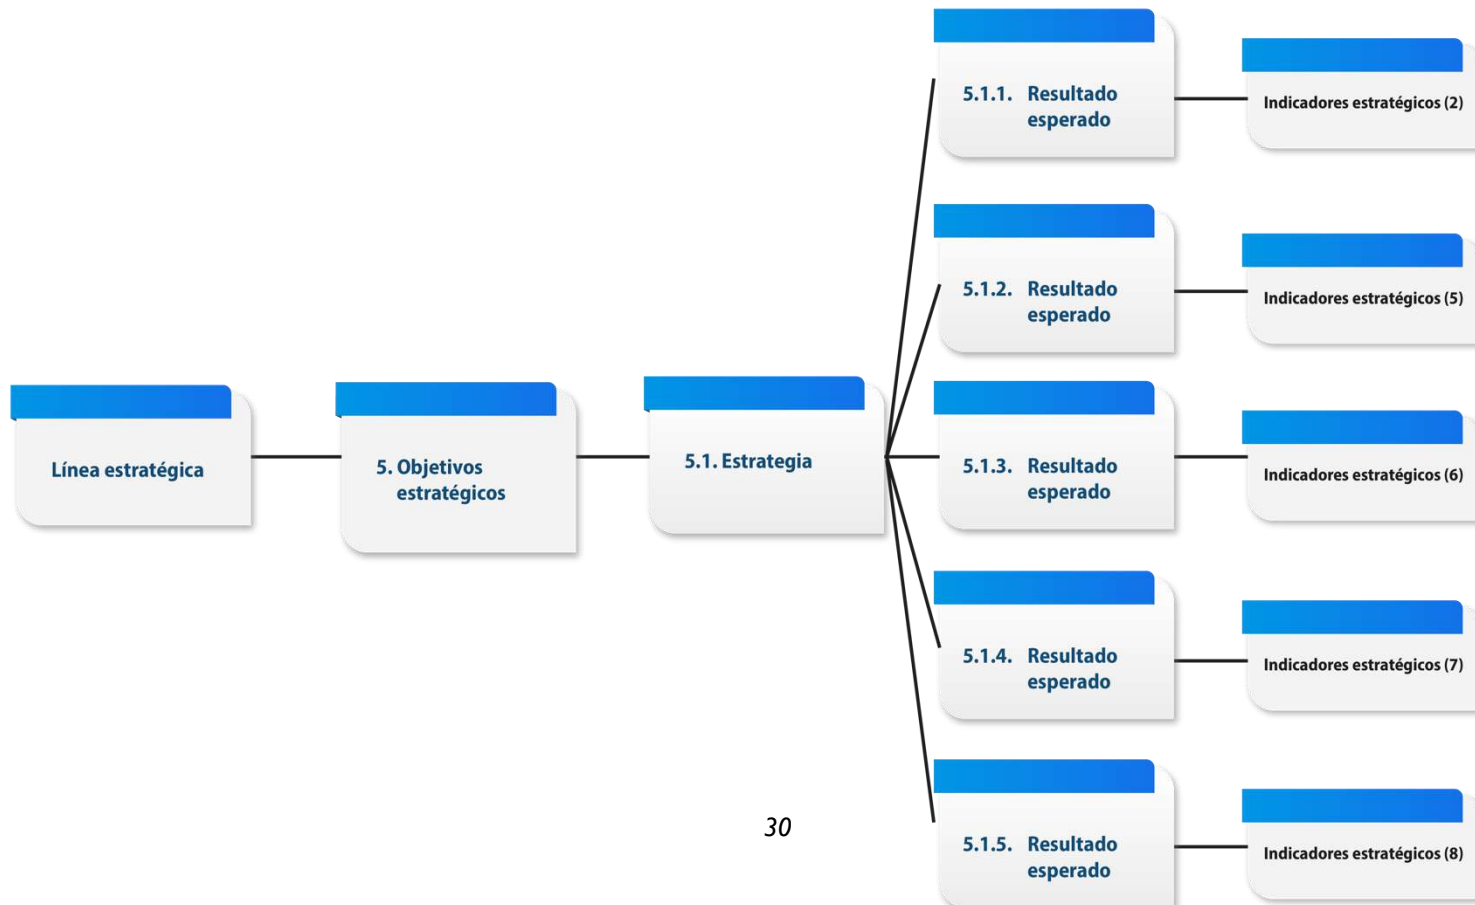 5.1.1. Resultado
esperado
Indicadores estratégicos (2)
5.1.2. Resultado
esperado
Indicadores estratégicos (5)
Línea estratégica
5. Objetivos
estratégicos
5.1. Estrategia
5.1.3. Resultado
esperado
Indicadores estratégicos (6)
5.1.4. Resultado
esperado
Indicadores estratégicos (7)
5.1.5. Resultado
esperado
Indicadores estratégicos (8)
30